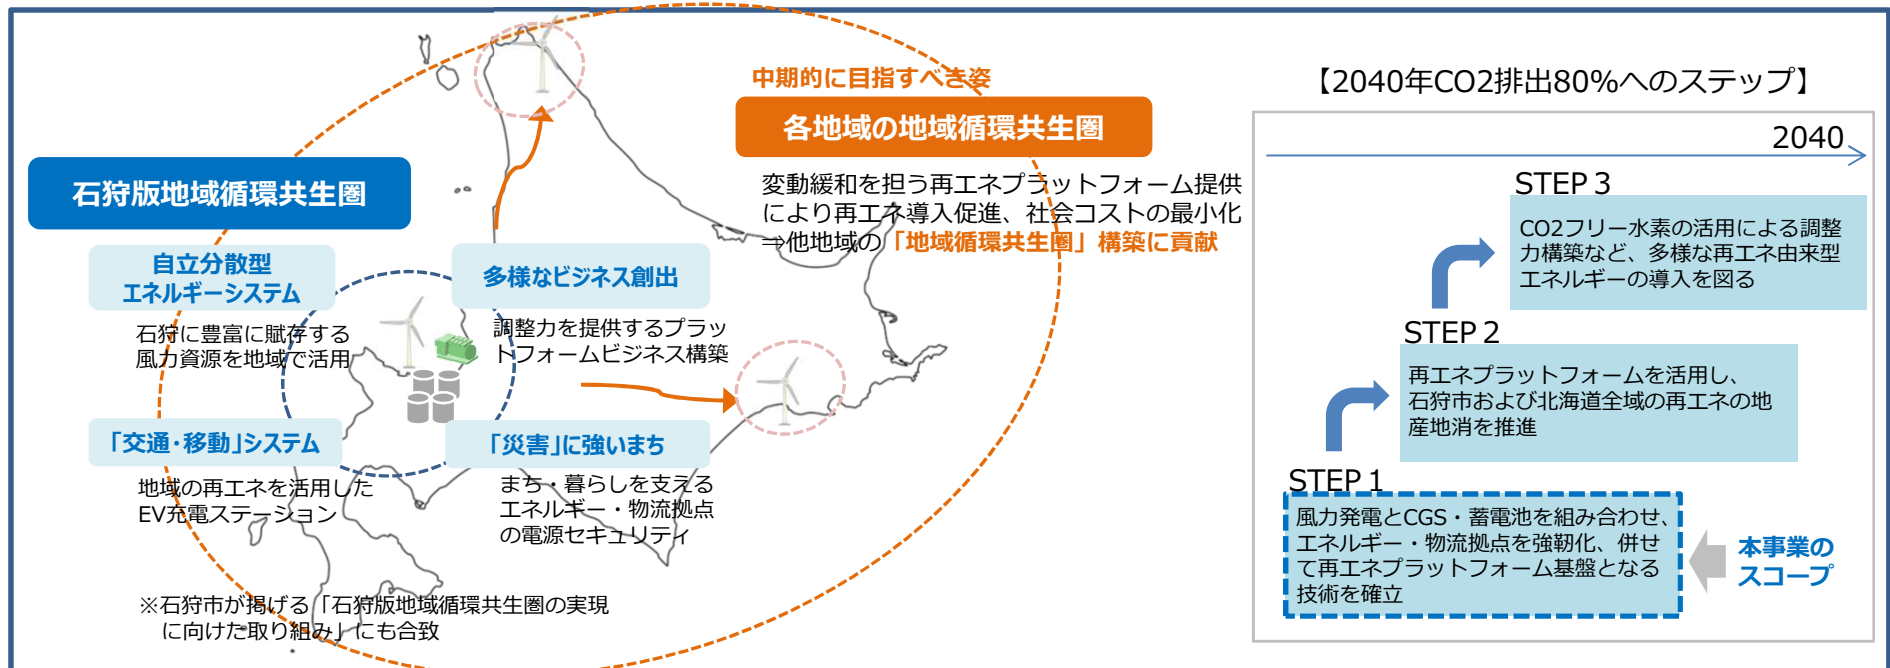 石狩版地域循環共生圏
自立分散型
エネルギーシステム
石狩に豊富に賦存する
風力資源を地域で活用
多様なビジネス創出
調整力を提供するプラッ
トフォームビジネス構築
「交通・移動」システム
地域の再エネを活用した
EV充電ステーション
「災害」に強いまち
まち・暮らしを支える
エネルギー・物流拠点
の電源セキュリティ
※石狩市が掲げる「石狩版地域循環共生圏の実現
に向けた取り組み」にも合致
中期的に目指すべき姿
各地域の地域循環共生圏
変動緩和を担う再エネプラットフォーム提供
により再エネ導入促進、社会コストの最小化
⇒他地域の「地域循環共生圏」構築に貢献
【2040年CO2排出80%へのステップ】
2040
STEP 3
CO2フリー水素の活用による調整
力構築など、多様な再エネ由来型
エネルギーの導入を図る
STEP 2
再エネプラットフォームを活用し、
石狩市および北海道全域の再エネの地
産地消を推進
STEP 1
風力発電とCGS・蓄電池を組み合わせ、
エネルギー・物流拠点を強靭化、併せ
て再エネプラットフォーム基盤となる
技術を確立
本事業の
スコープ